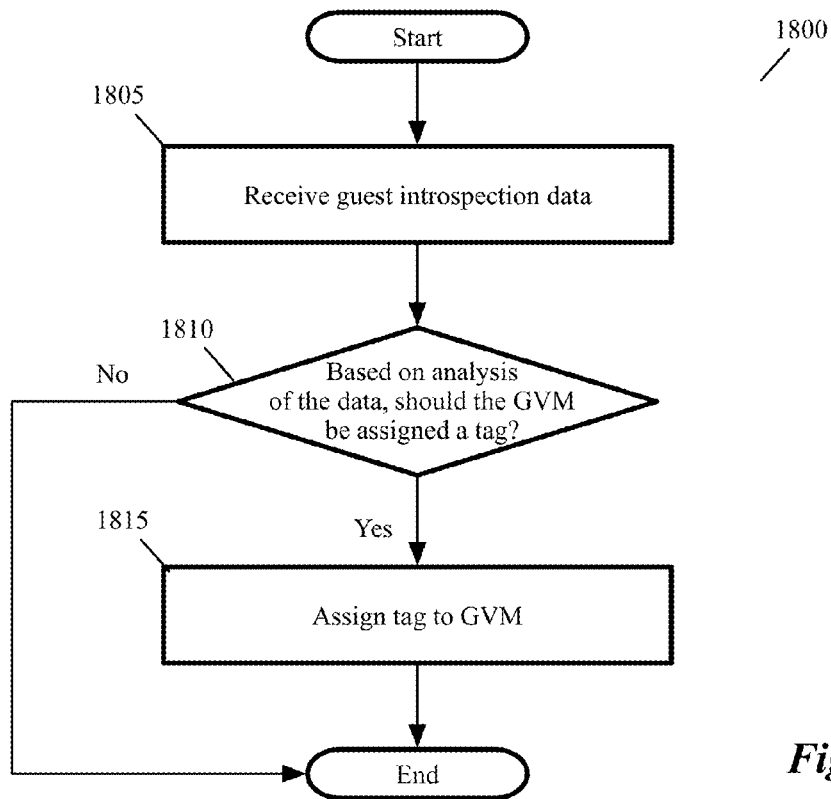 Start
1800
1805
Receive guest introspection data
1810
No
Based on analysis
of the data, should the GVM
be assigned a tag?
Yes
1815
Assign tag to GVM
End